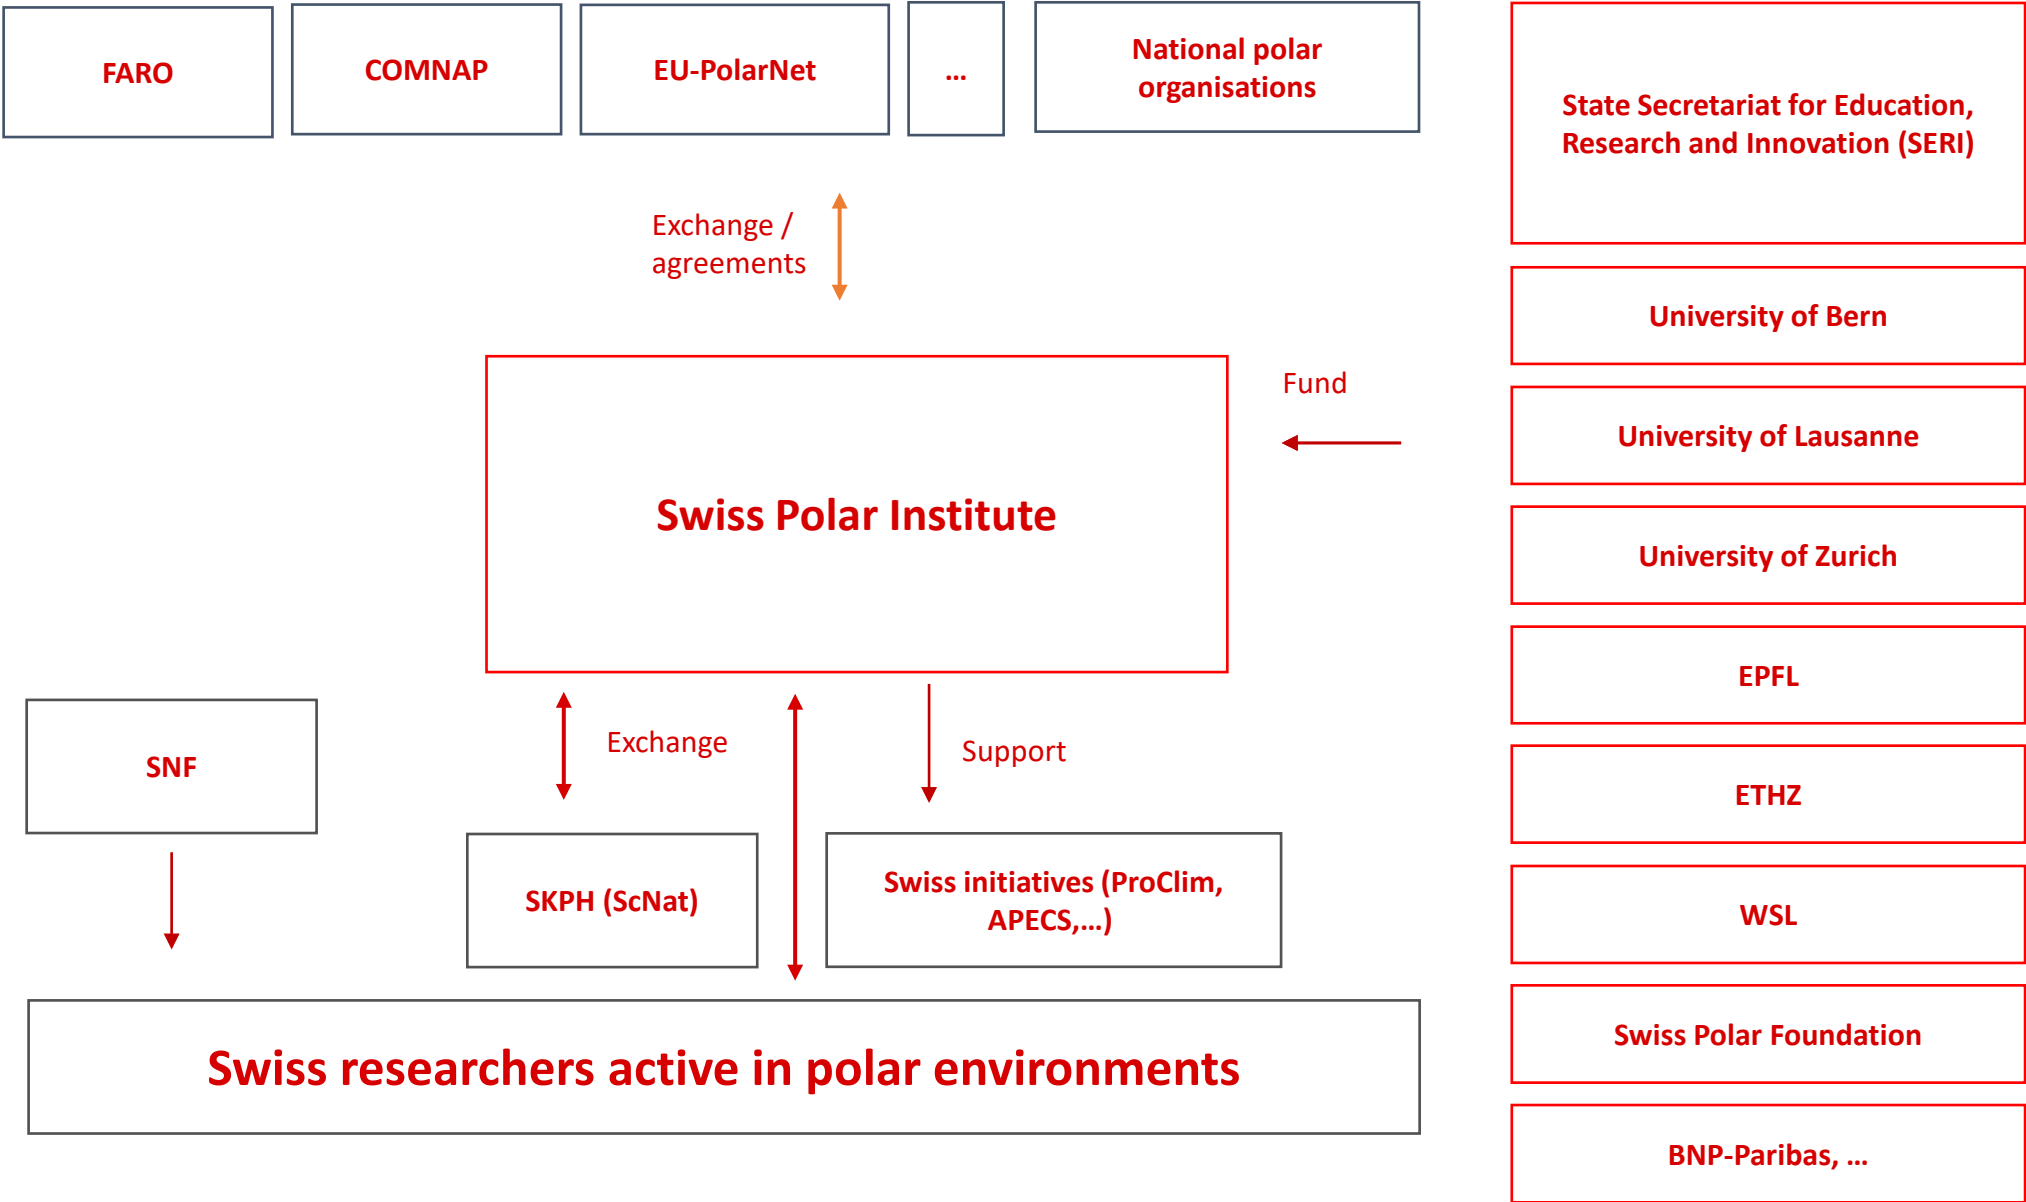 FARO
COMNAP
EU-PolarNet
...
National polar
organisations
State Secretariat for Education,
Research and Innovation (SERI)
Exchange /
agreements
University of Bern
Fund
University of Lausanne
Swiss Polar Institute
University of Zurich
EPFL
SNF
Exchange
Support
ETHZ
SKPH (ScNat)
Swiss initiatives (ProClim,
APECS,...)
WSL
Swiss researchers active in polar environments
Swiss Polar Foundation
BNP-Paribas, ...